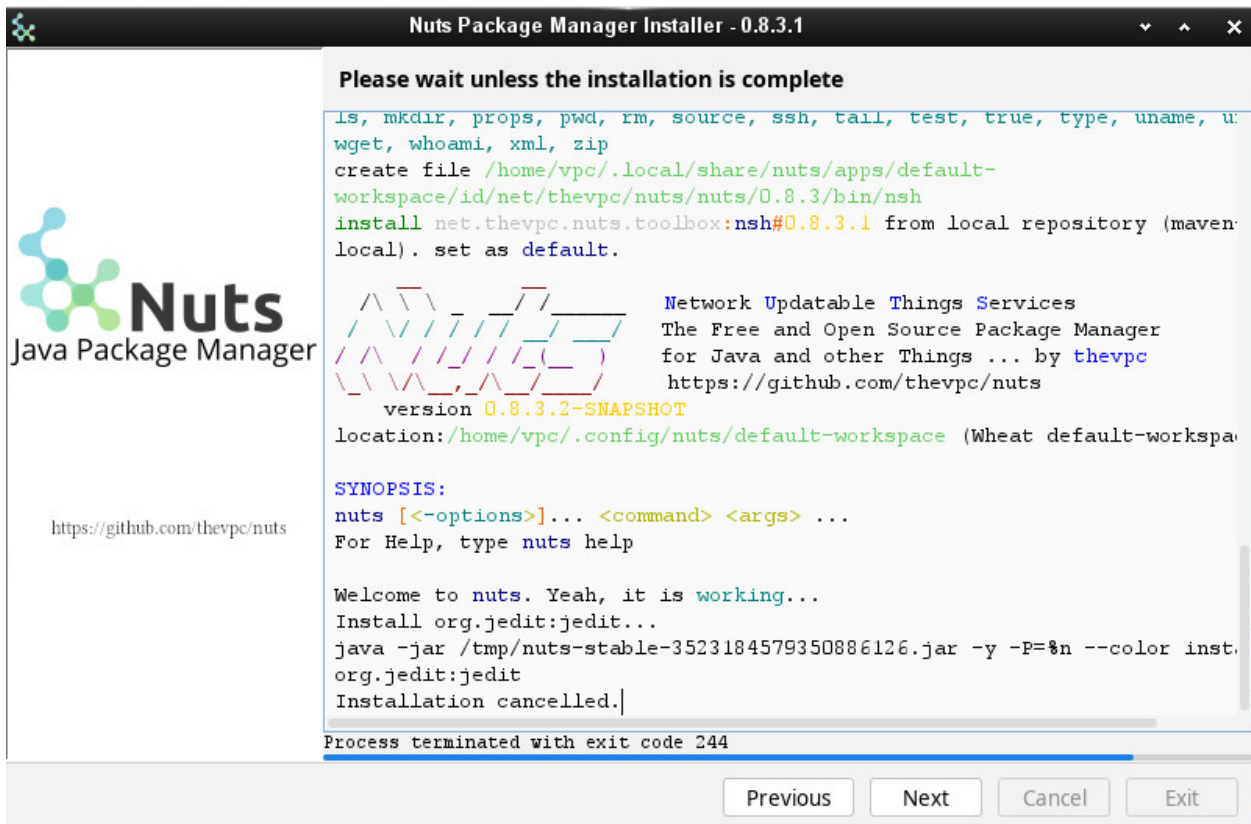 Nuts Package Manager Installer - 0.8.3.1
Please wait unless the installation is complete
Nuts
Java Package Manager
https://github.com/thevpc/nuts
ls, mkdir, props, pwd, rm, source, ssh, tail, test, true, type, uname,
wget, whoami, xml, zip
create file /home/vpc/.local/share/nuts/apps/default-
workspace/id/net/thevpc/nuts/nuts/0.8.3/bin/nsh
install net.thevpc.nuts.toolbox:nsh#0.8.3.1 from local repository (maven-
local). set as default.
Network Updatable Things Services
The Free and Open Source Package Manager
for Java and other Things ... by thevpc
https://github.com/thevpc/nuts
version 0.8.3.2-SNAPSHOT
location:/home/vpc/.config/nuts/default-workspace (Wheat default-workspa
SYNOPSIS:
nuts [<-options>]... <command> <args> ...
For Help, type nuts help
Welcome to nuts. Yeah, it is working...
Install org.jedit:jedit...
java -jar /tmp/nuts-stable-3523184579350886126.jar -y -P=%n --color inst
org.jedit:jedit
Installation cancelled.
Process terminated with exit code 244
Previous
Next
Cancel
Exit